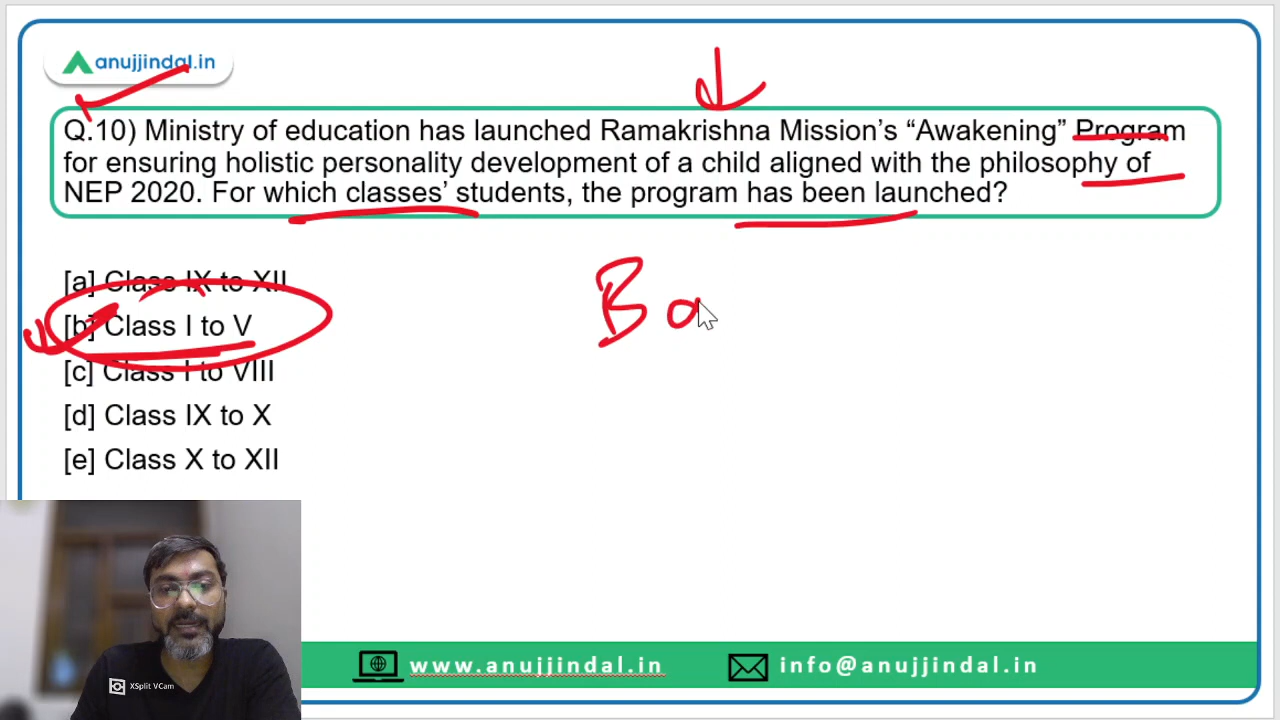 anujjindal.in
Q.10) Ministry of education has launched Ramakrishna Mission’s “Awakening” Program
for ensuring holistic personality development of a child aligned with the philosophy of
NEP 2020. For which classes’ students, the program has been launched?
[a] Class IX to XII
[b] Class I to V
Ba
[c] Class I to VIII
[d] Class IX to X
[e] Class X to XII
XSplit VCam
www.anujjindal.in
info@anujjindal.in